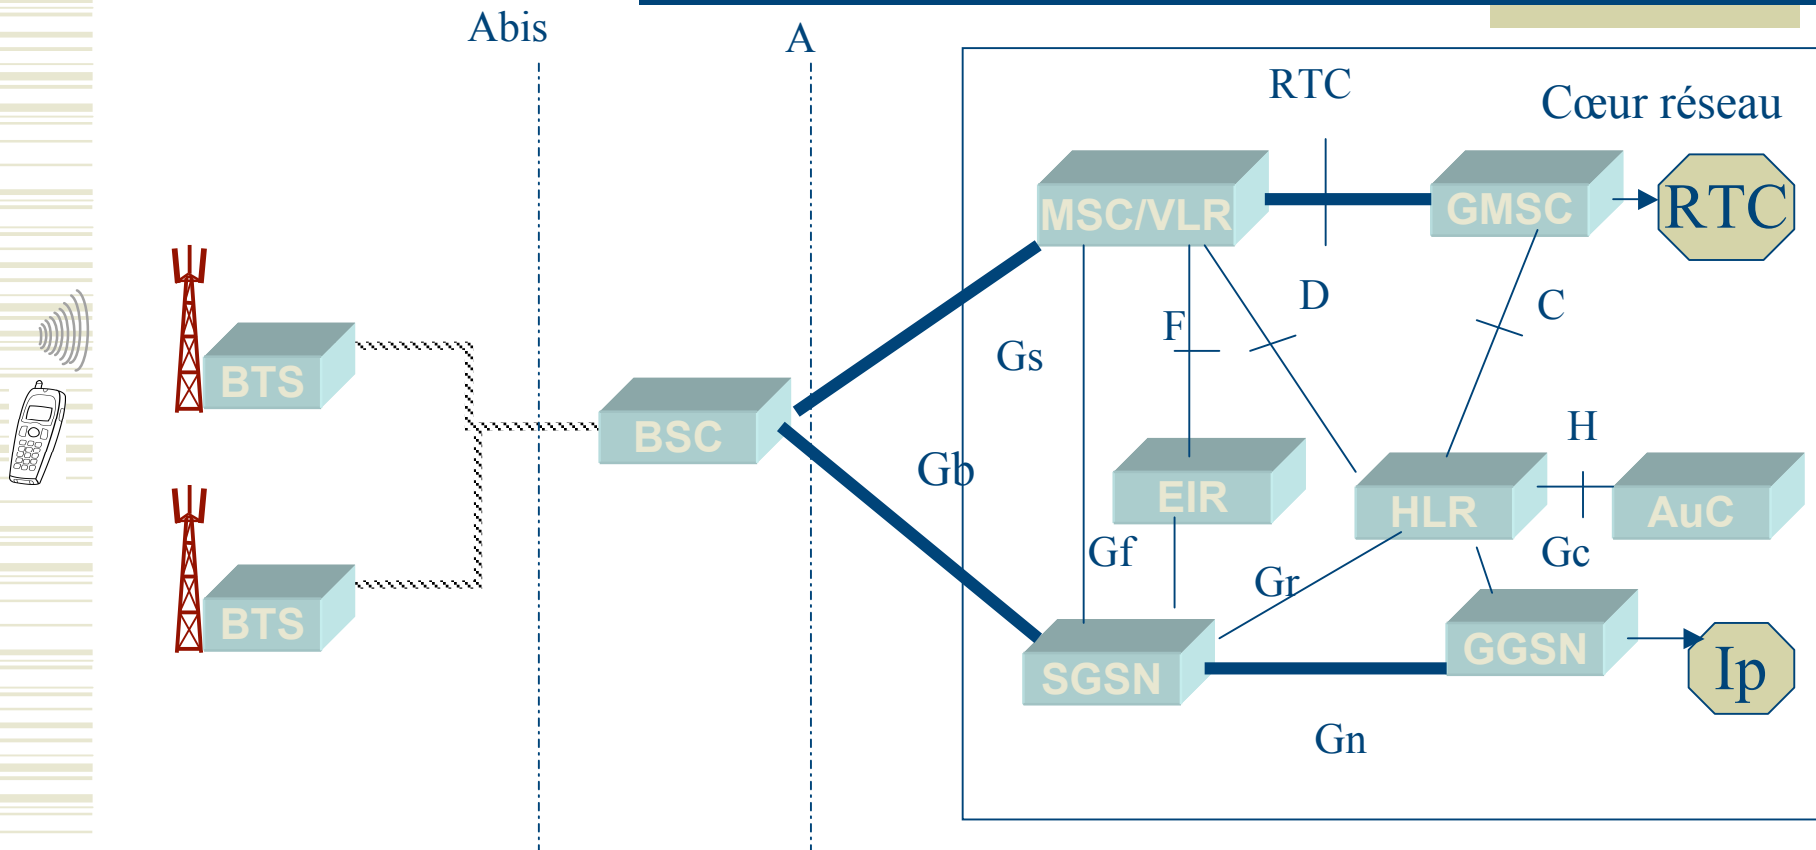 Abis
A
RTC
Cœur réseau
MSC/VLR
GMSC
RTC
D
C
F
Gs
BTS
BSC
H
Gb
EIR
HLR
AuC
Gf
Gc
Gr
BTS
SGSN
GGSN
Ip
Gn